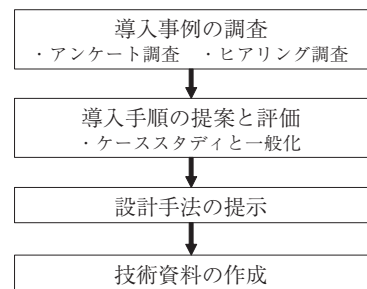 導入事例の調査
・アンケート調査　・ヒアリング調査
導入手順の提案と評価
・ケーススタディと一般化
設計手法の提示
技術資料の作成